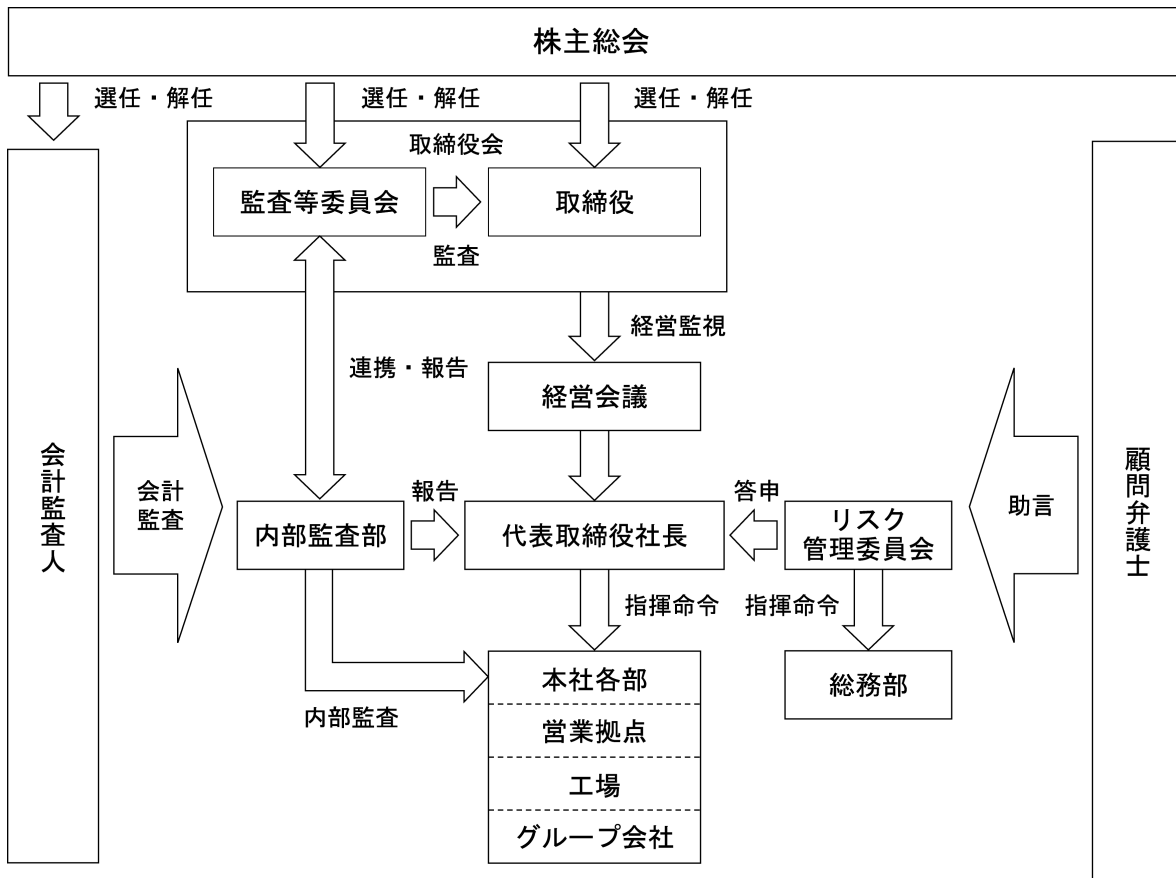 株主総会
選任・解任
選任・解任
選任・解任
取締役会
監査等委員会
取締役
監査
経営監視
連携・報告
経営会議
会計監査人
会計
監査
報告
答申
内部監査部
代表取締役社長
リスク
管理委員会
助言
顧問弁護士
指揮命令
指揮命令
本社各部
総務部
内部監査
営業拠点
工場
グループ会社